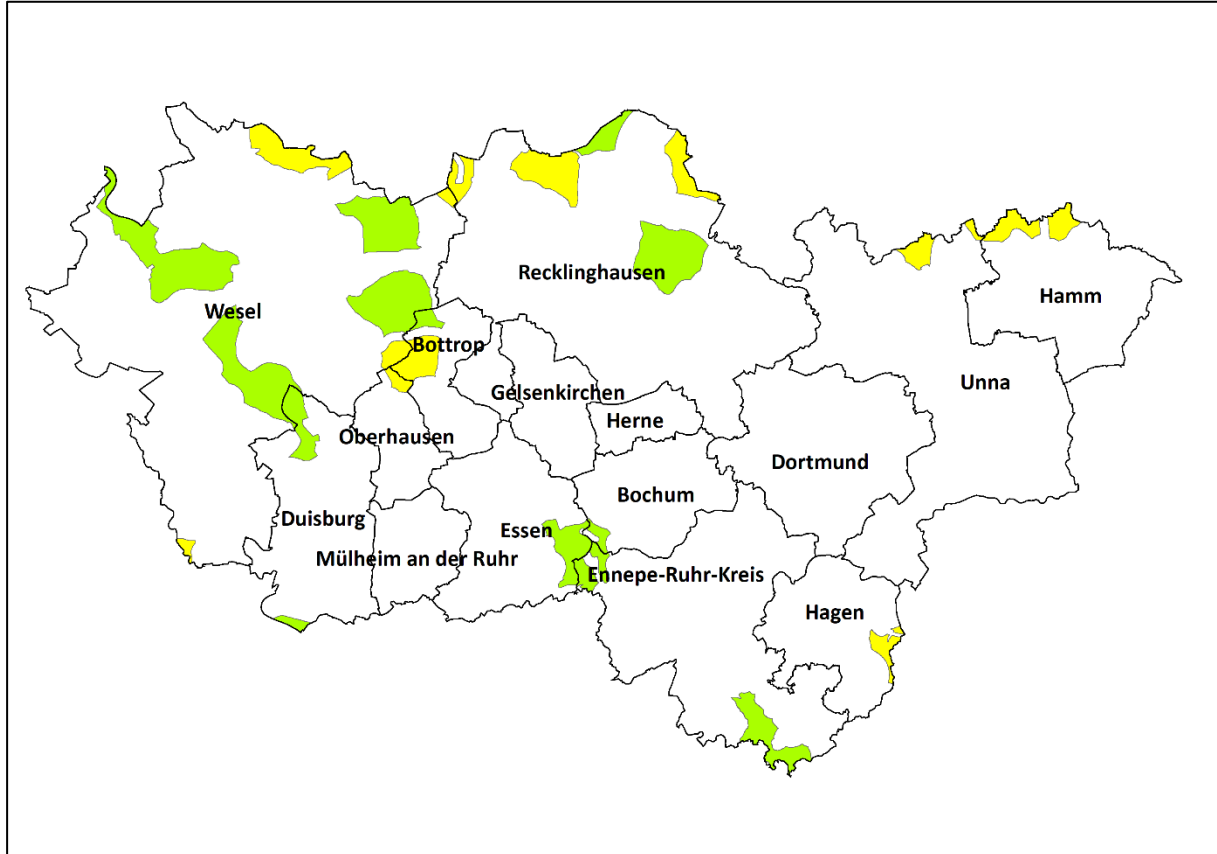 Recklinghausen
Hamm
Wesel
Bottrop
Unna
Gelsenkirchen
Herne
Oberhausen
Dortmund
Bochum
Duisburg
Essen
Mülheim an der Ruhr
Ennepe-Ruhr-Kreis
Hagen